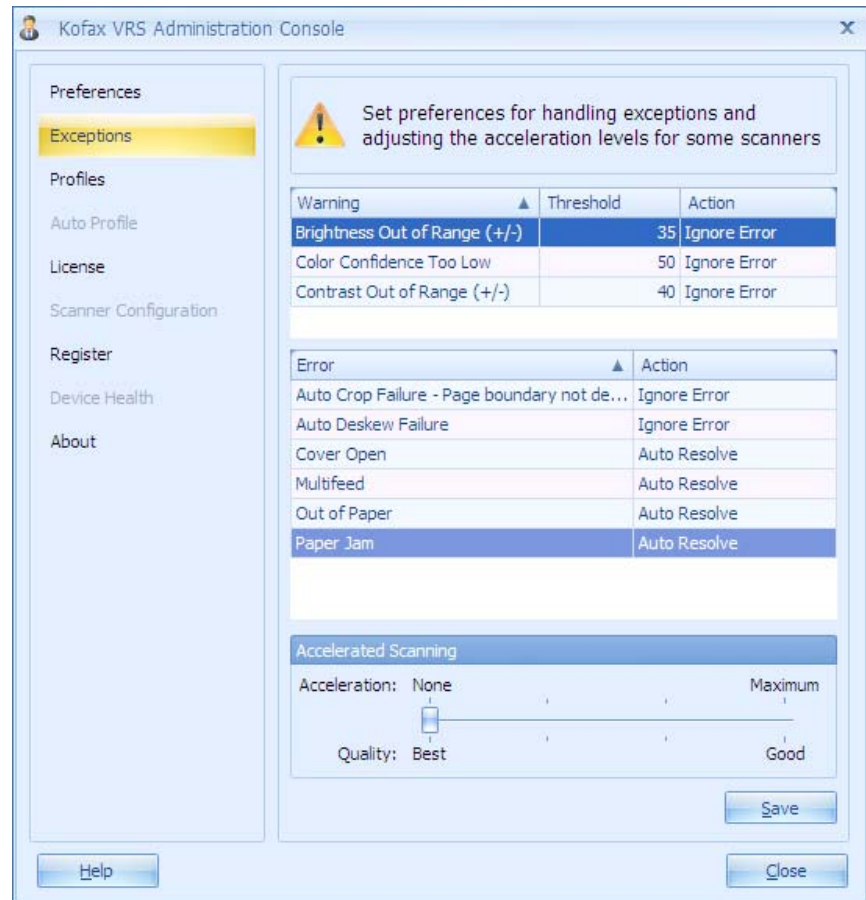 Kofax VRS Administration Console
Preferences
Exceptions
Profiles
Auto Profile
License
Scanner Configuration
Register
Device Health
About
Set preferences for handling exceptions and
adjusting the acceleration levels for some scanners
Warning Threshold Action
Brightness Out of Range (+/-) 35 Ignore Error
Color Confidence Too Low 50 Ignore Error
Contrast Out of Range (+/-) 40 Ignore Error
Error Action
Auto Crop Failure - Page boundary not de... Ignore Error
Auto Deskew Failure Ignore Error
Cover Open Auto Resolve
Multifeed Auto Resolve
Out of Paper Auto Resolve
Paper Jam Auto Resolve
Accelerated Scanning
Acceleration: None Maximum
Quality: Best Good
Save
Help Close